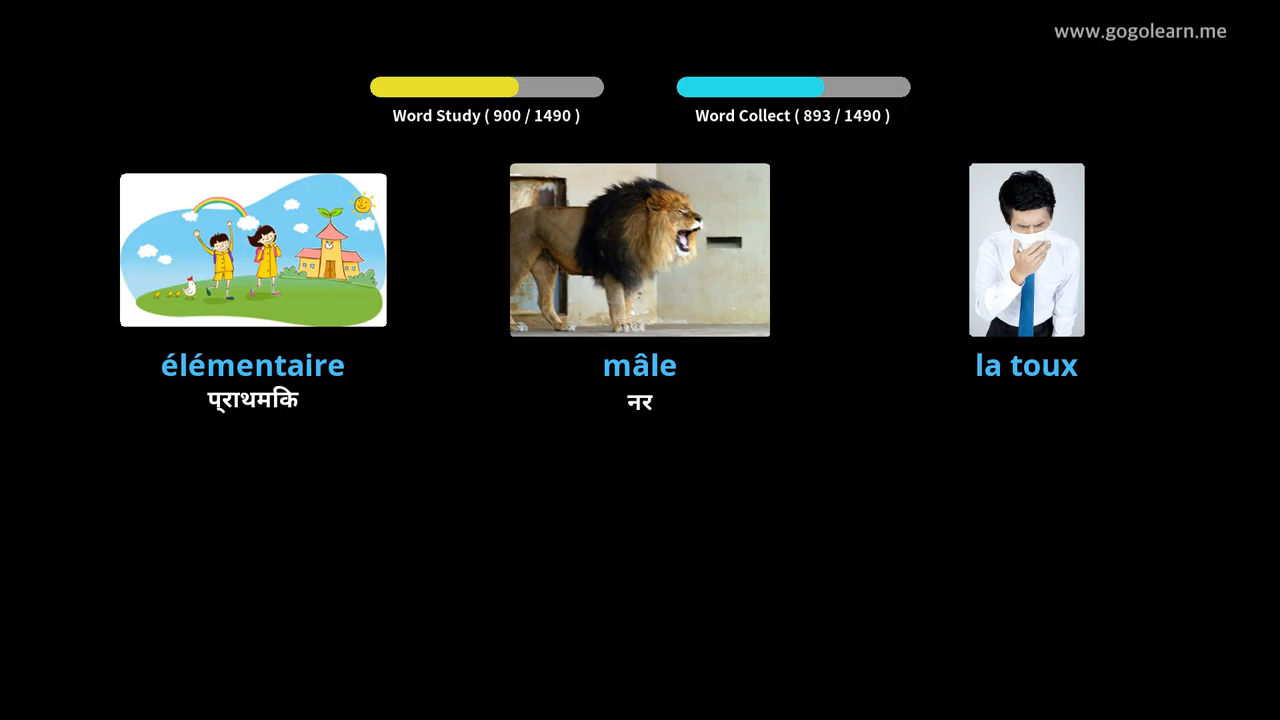 www.gogolearn.me
Word Study ( 900 / 1490 )
Word Collect ( 893 / 1490 )
élémentaire
mâle
la toux
प्राथमकि
नर